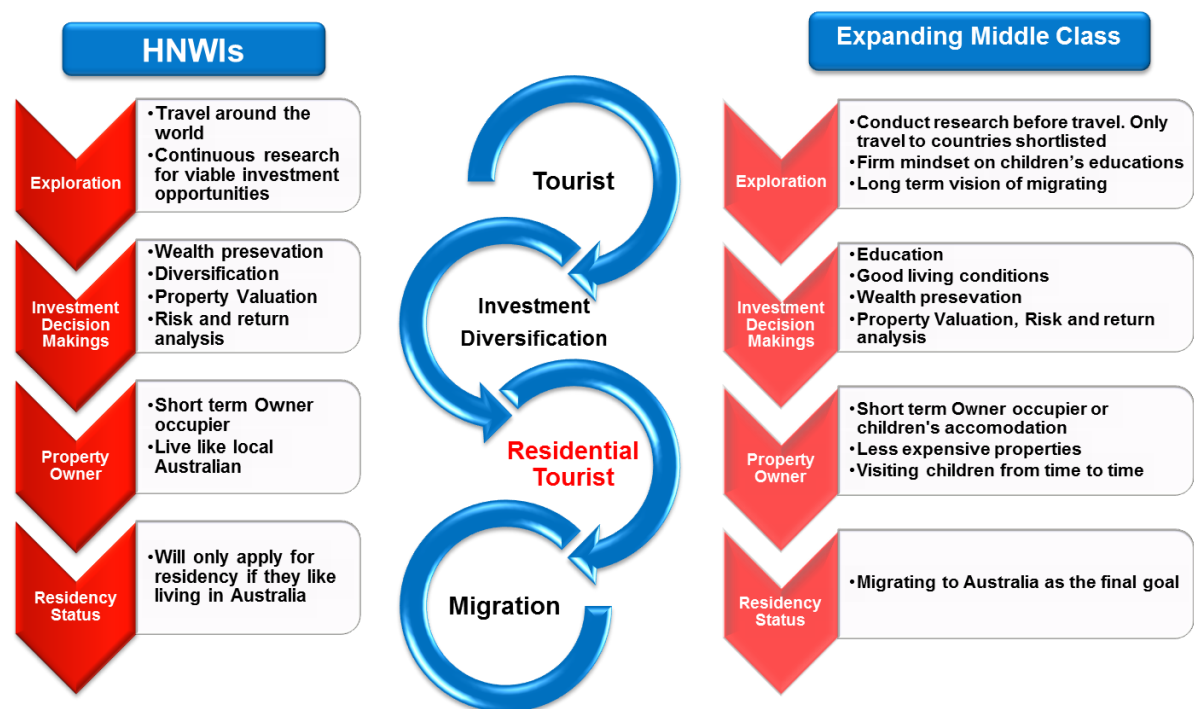 HNWIs
Exploration
•Travel around the
world
•Continuous research
for viable investment
opportunities
Investment
Decision
Makings
•Wealth presevation
•Diversification
•Property Valuation
•Risk and return
analysis
Property
Owner
•Short term Owner
occupier
•Live like local
Australian
Residency
Status
•Will only apply for
residency if they like
living in Australia
Tourist
Investment
Diversification
Residential
Tourist
Migration
Expanding Middle Class
Exploration
•Conduct research before travel. Only
travel to countries shortlisted
•Firm mindset on children’s educations
•Long term vision of migrating
Investment
Decision
Makings
•Education
•Good living conditions
•Wealth presevation
•Property Valuation, Risk and return
analysis
Property
Owner
•Short term Owner occupier or
children's accomodation
•Less expensive properties
•Visiting children from time to time
Residency
Status
•Migrating to Australia as the final goal